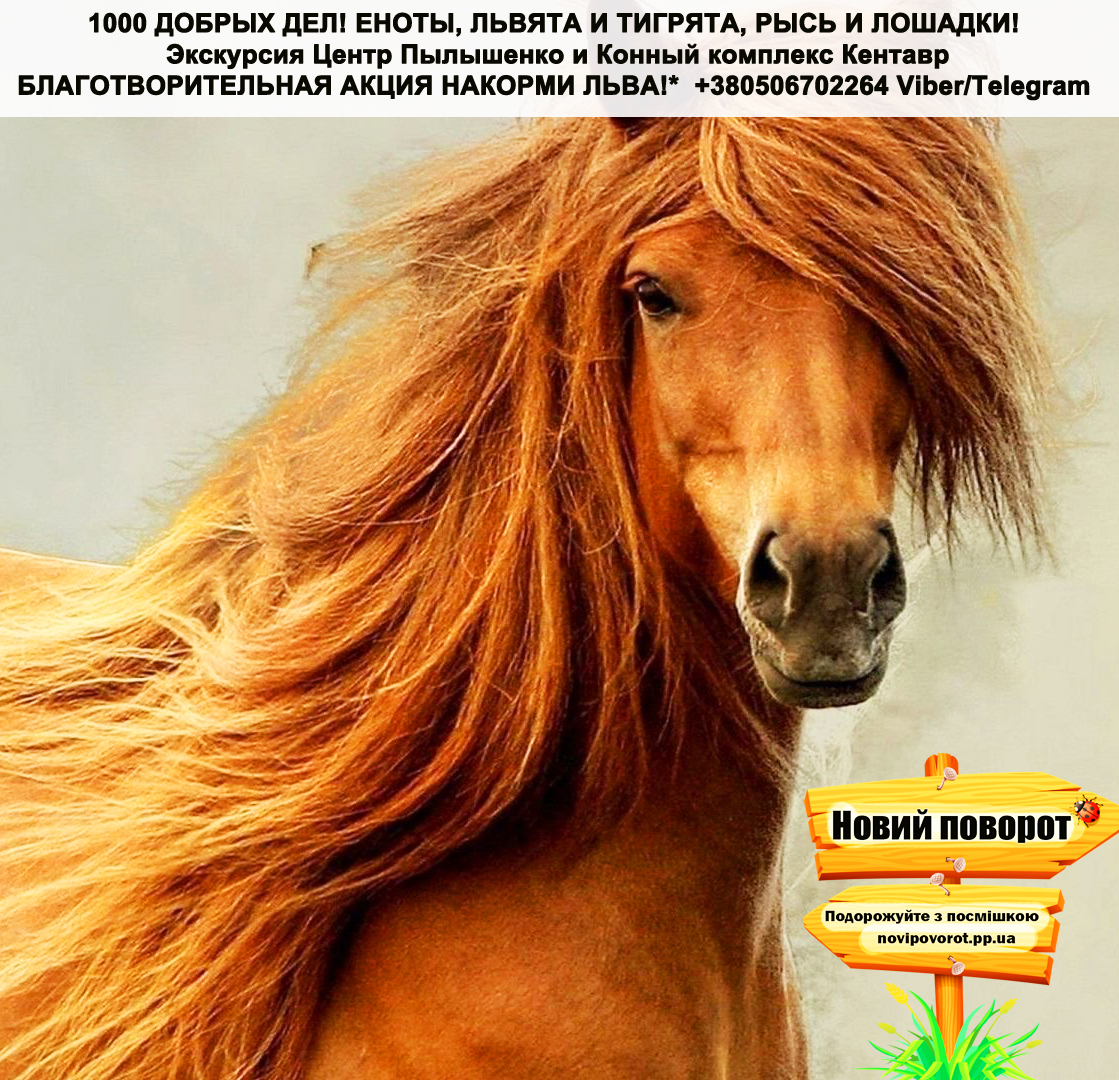 1000 ДОБРЫХ ДЕЛ! ЕНОТЫ, ЛЬВЯТА И ТИГРЯТА, РЫСЬ И ЛОШАДКИ!
Экскурсия Центр Пылышенко и Конный комплекс Кентавр
БЛАГОТВОРИТЕЛЬНАЯ АКЦИЯ НАКОРМИ ЛЬВА!* +380506702264 Viber/Telegram
Новий поворот
Подорожуйте з посмішкою
novipovorot.pp.ua